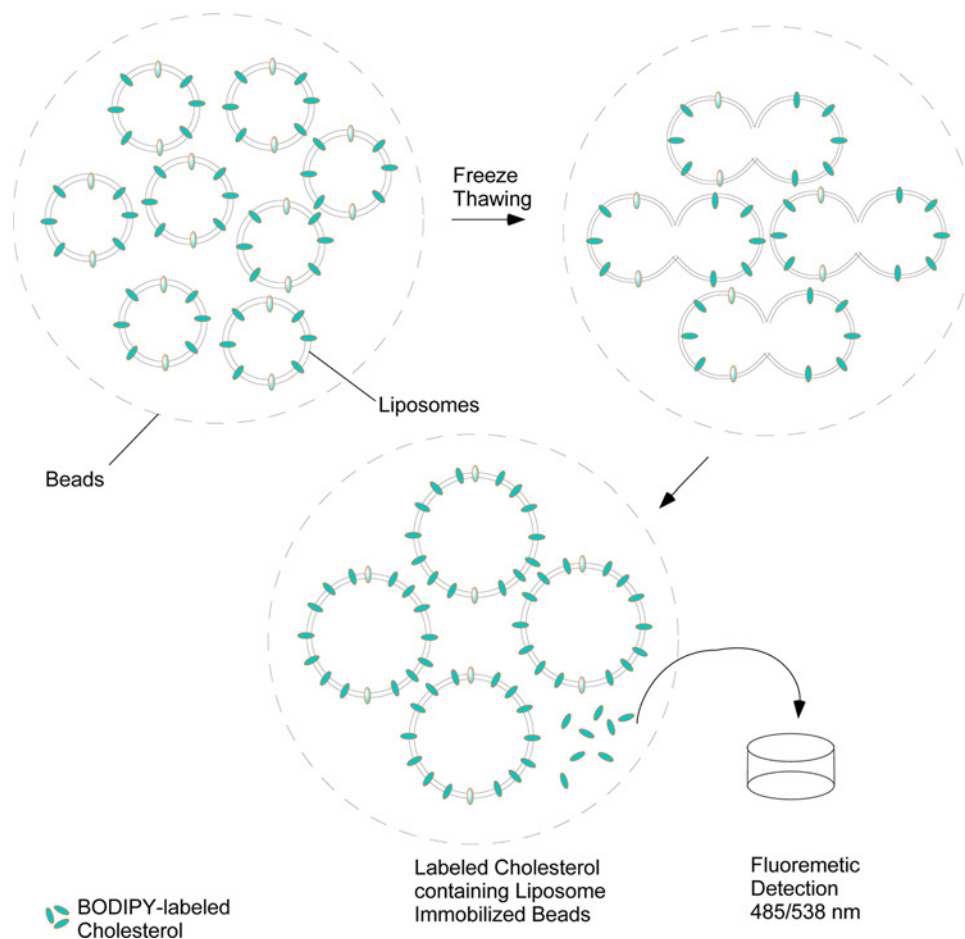 Freeze
Thawing
Liposomes
Beads
Labeled Cholesterol
containing Liposome
Immobilized Beads
Fluoremetic
Detection
485/538 nm
BODIPY-labeled
Cholesterol